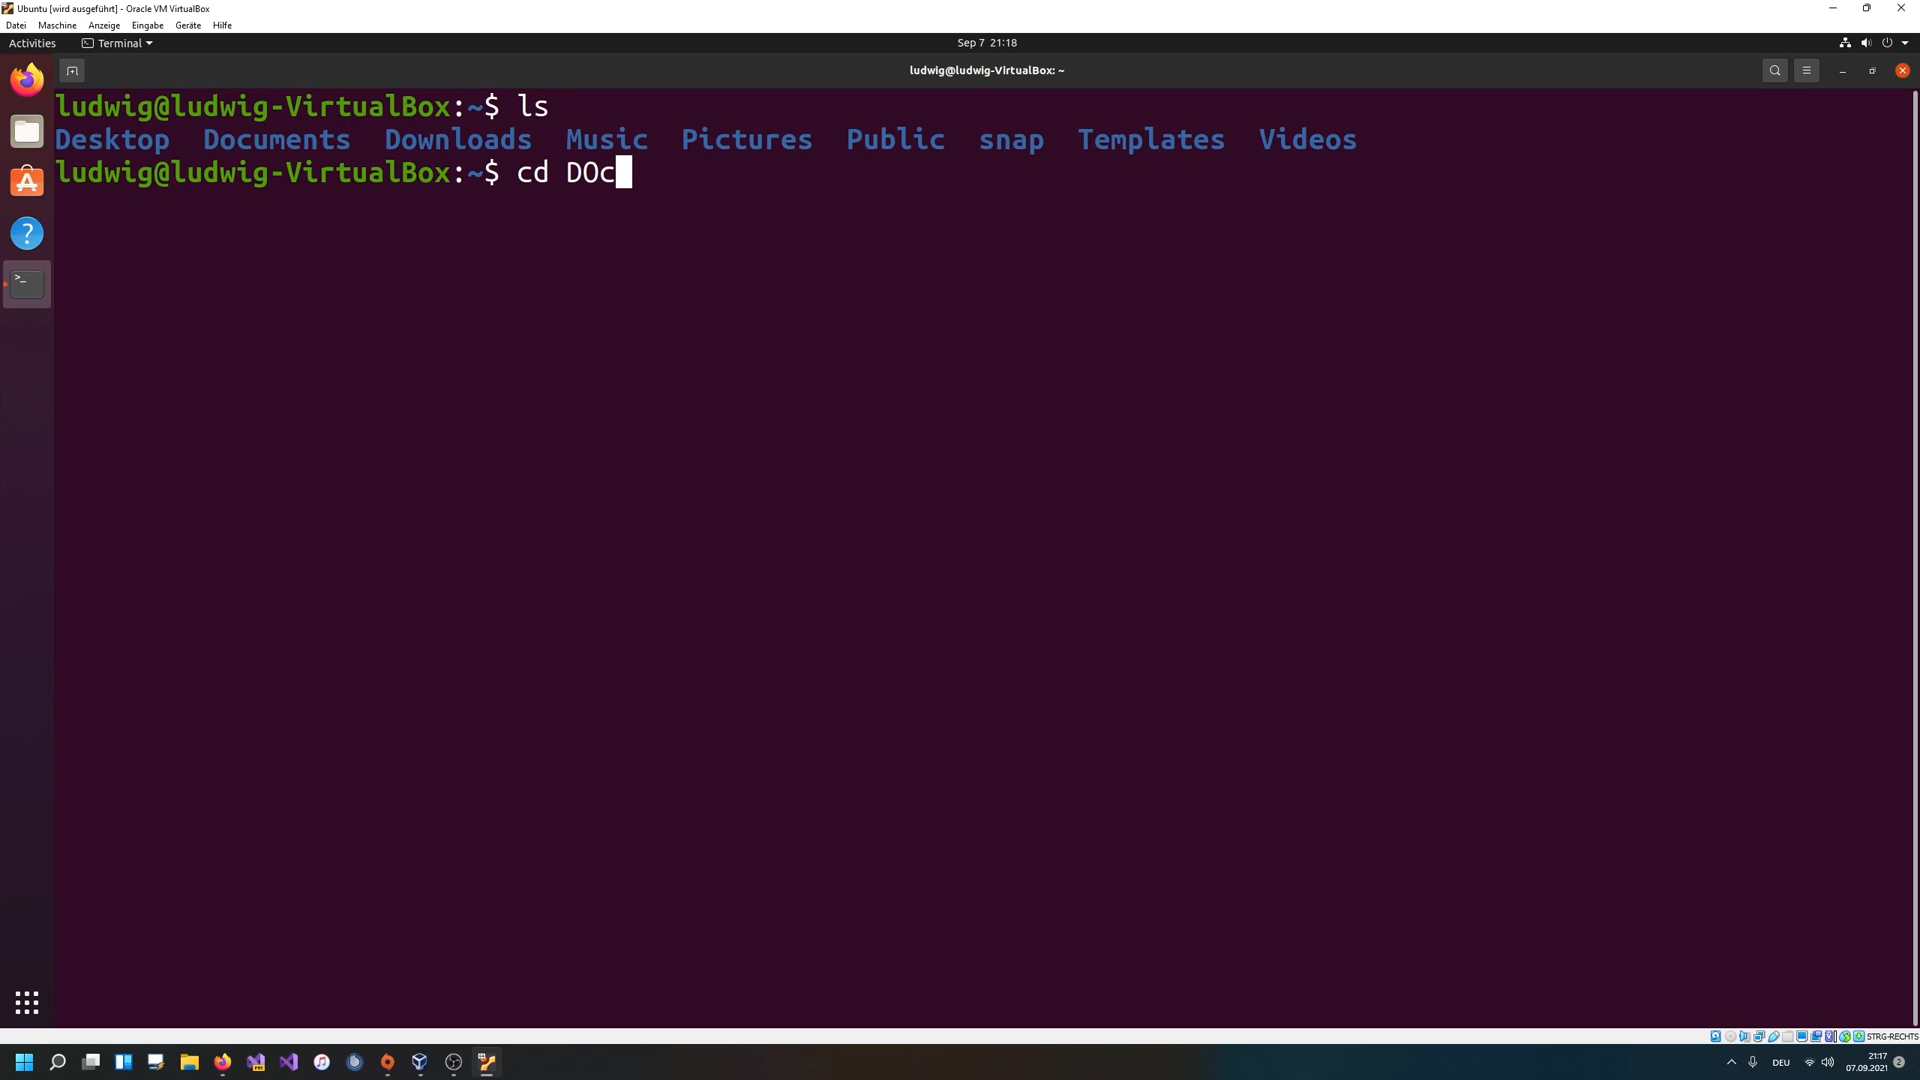 Ubuntu [wird ausgeführt] - Oracle VM VirtualBox
Datei Maschine Anzeige Eingabe Geräte Hilfe
Activities Terminal Sep 7 21:18
ludwig@ludwig-VirtualBox: ~
ludwig@ludwig-VirtualBox:~$ ls
Desktop Documents Downloads Music Pictures Public snap Templates Videos
ludwig@ludwig-VirtualBox:~$ cd DOc
STRG-RECHTS
DEU 21:17
07.09.2021 2